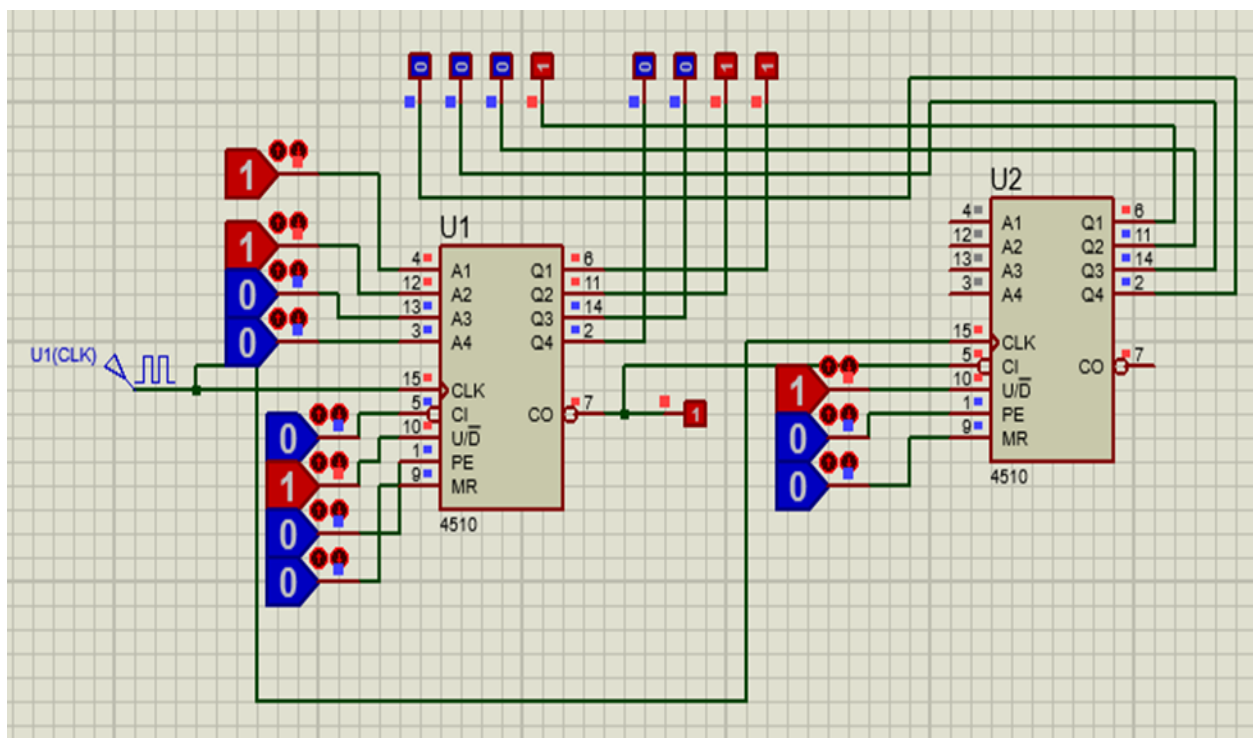 0 0 0 1 0 0 1 1
1
1
0
0
U1(CLK)
U1
4 A1 Q1 6
12 A2 Q2 11
13 A3 Q3 14
3 A4 Q4 2
15 CLK
5 CI CO 7
10 U/D
1 PE
9 MR
4510
0
1
0
0
1
U2
4 A1 Q1 6
12 A2 Q2 11
13 A3 Q3 14
3 A4 Q4 2
15 CLK
5 CI CO 7
10 U/D
1 PE
9 MR
4510
1
0
0